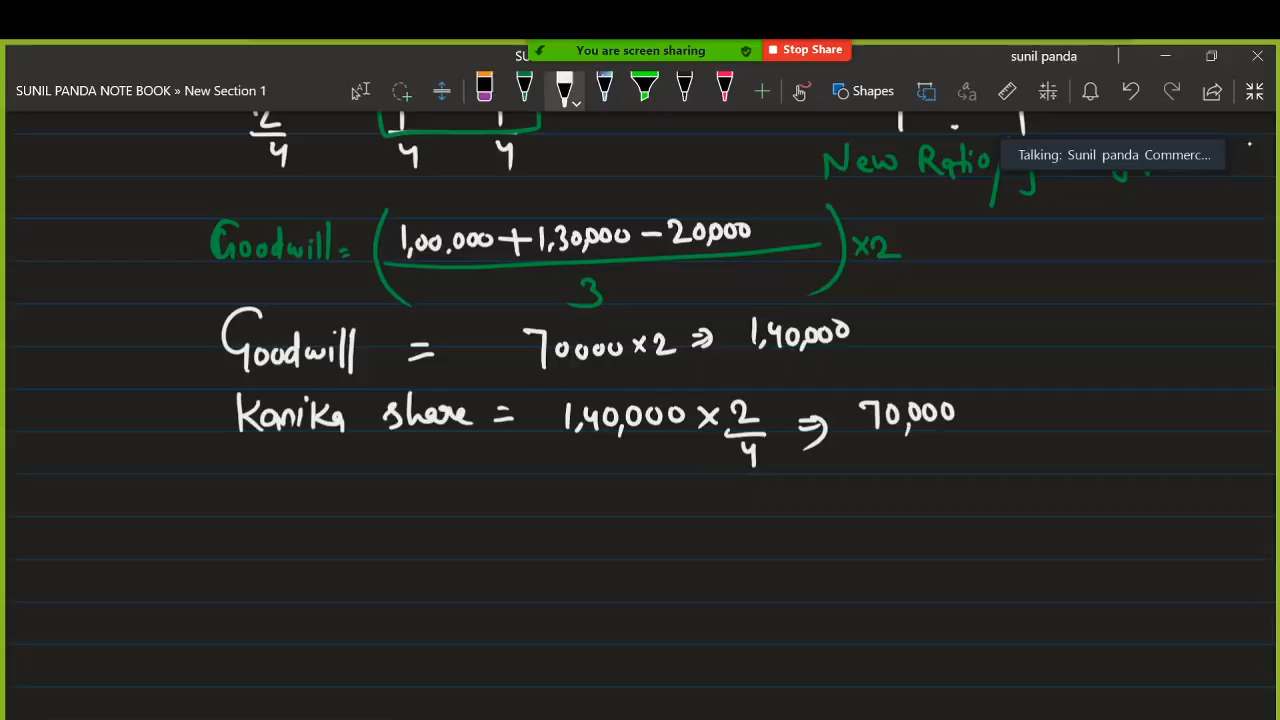 You are screen sharing Stop Share
sunil panda
SUNIL PANDA NOTE BOOK » New Section 1
Shapes
2/4 1/4 1/4
1 : 1
Talking: Sunil panda Commerc...
New Ratio/
Goodwill = (1,00,000 + 1,30,000 - 20,000 / 3) ×2
Goodwill = 70000 × 2 ⇒ 1,40,000
Kanika share = 1,40,000 × 2/4 ⇒ 70,000